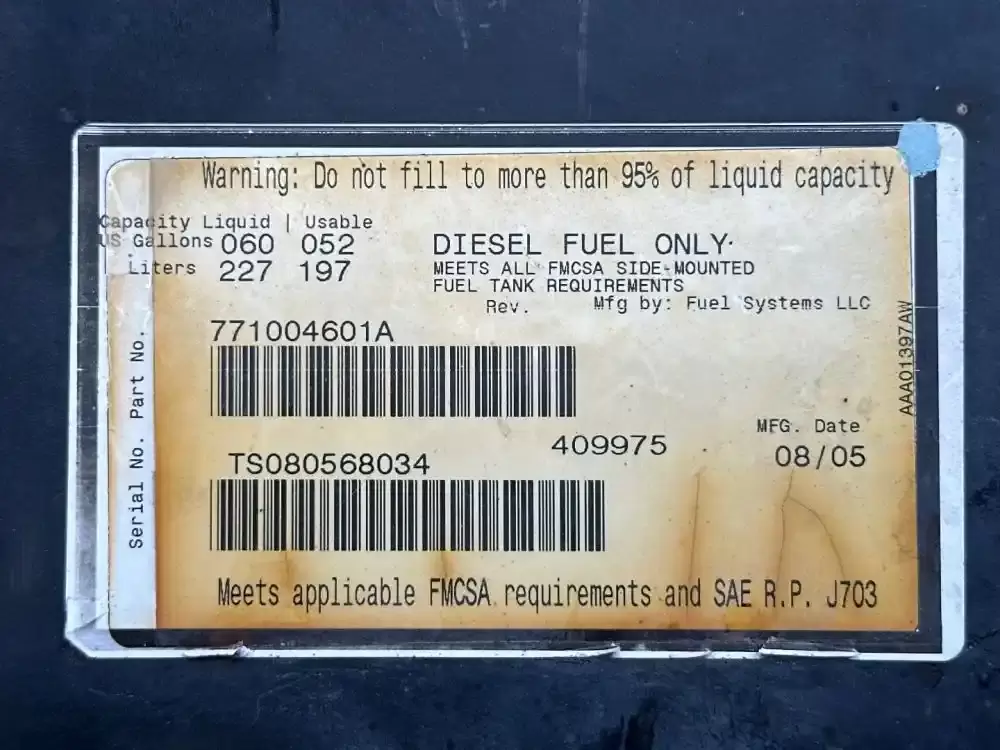 Warning: Do not fill to more than 95% of liquid capacity
Capacity Liquid | Usable
US Gallons 060 052
Liters 227 197
DIESEL FUEL ONLY
MEETS ALL FMCSA SIDE-MOUNTED
FUEL TANK REQUIREMENTS
Rev. Mfg by: Fuel Systems LLC
Part No.
771004601A
AAA01397AW
409975
MFG. Date
08/05
Serial No.
TS080568034
Meets applicable FMCSA requirements and SAE R.P. J703